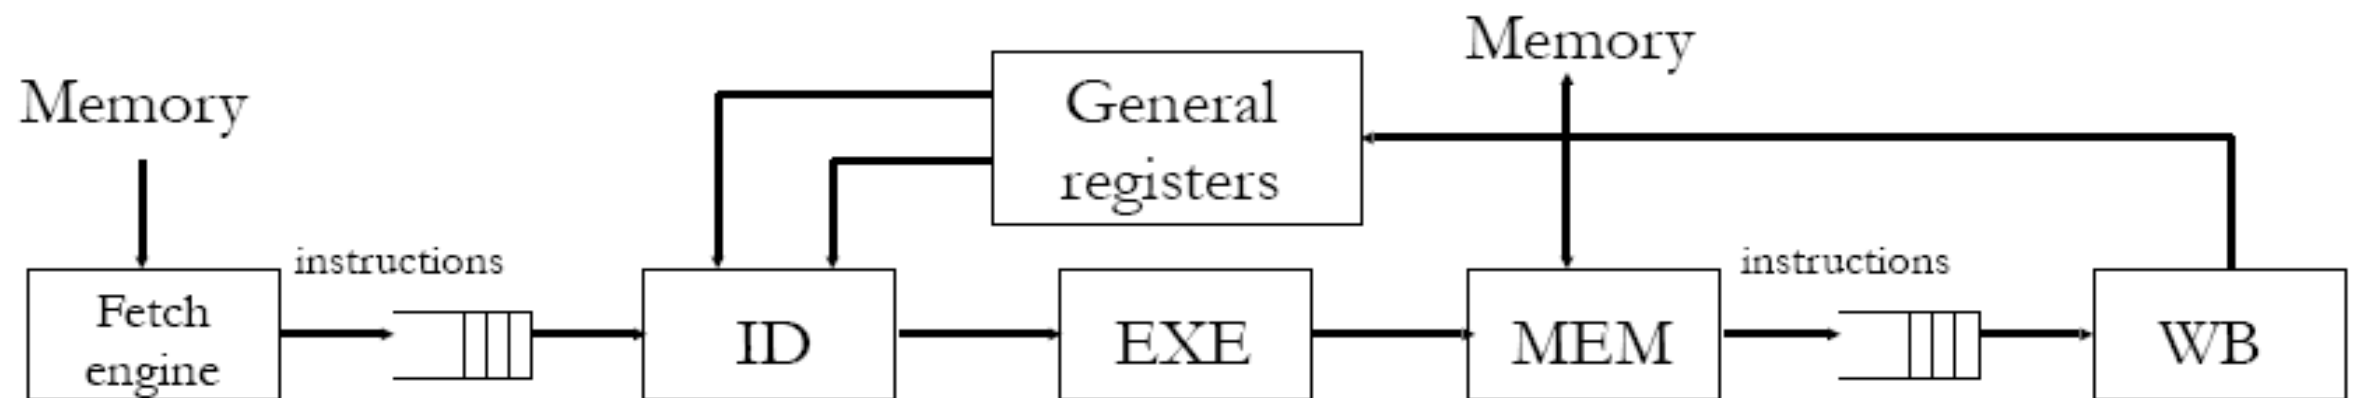 Memory
Memory
General
registers
instructions
instructions
Fetch
engine
ID
EXE
MEM
WB